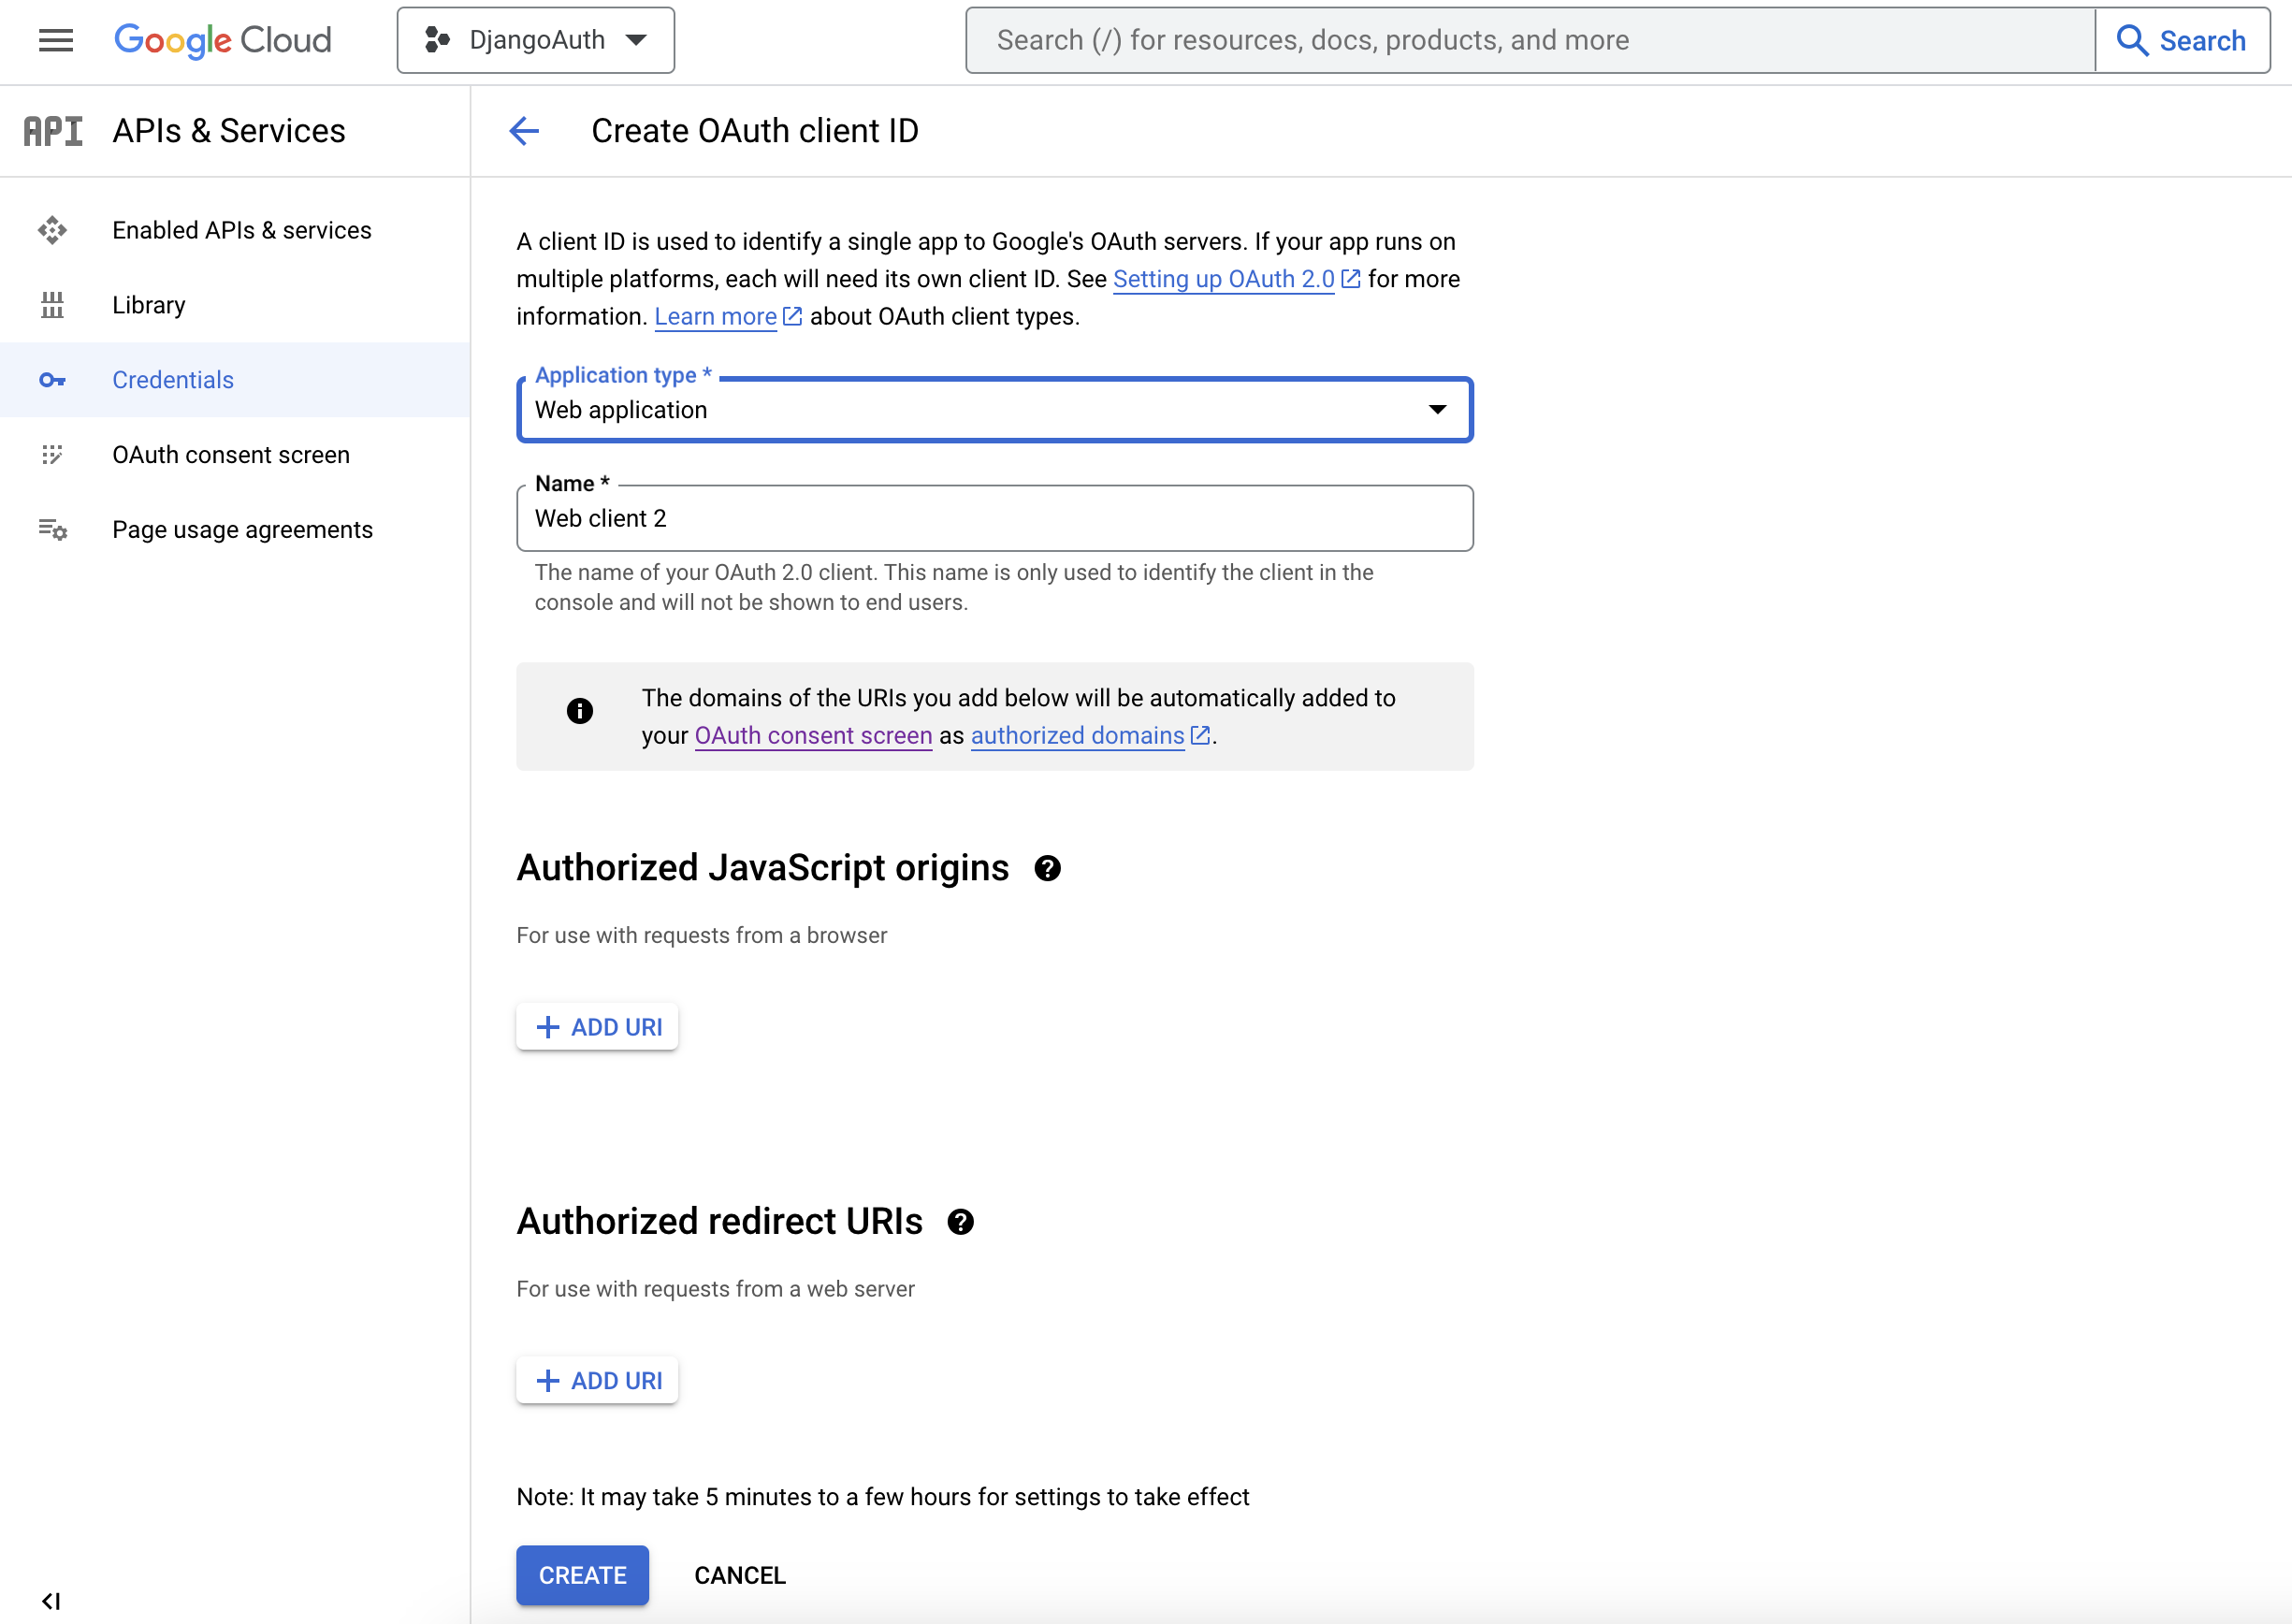 Google Cloud
DjangoAuth
Search (/) for resources, docs, products, and more
Search
API APIs & Services
Enabled APIs & services
Library
Credentials
OAuth consent screen
Page usage agreements
Create OAuth client ID
A client ID is used to identify a single app to Google's OAuth servers. If your app runs on
multiple platforms, each will need its own client ID. See Setting up OAuth 2.0 for more
information. Learn more about OAuth client types.
Application type *
Web application
Name *
Web client 2
The name of your OAuth 2.0 client. This name is only used to identify the client in the
console and will not be shown to end users.
The domains of the URIs you add below will be automatically added to
your OAuth consent screen as authorized domains.
Authorized JavaScript origins
For use with requests from a browser
ADD URI
Authorized redirect URIs
For use with requests from a web server
ADD URI
Note: It may take 5 minutes to a few hours for settings to take effect
CREATE
CANCEL